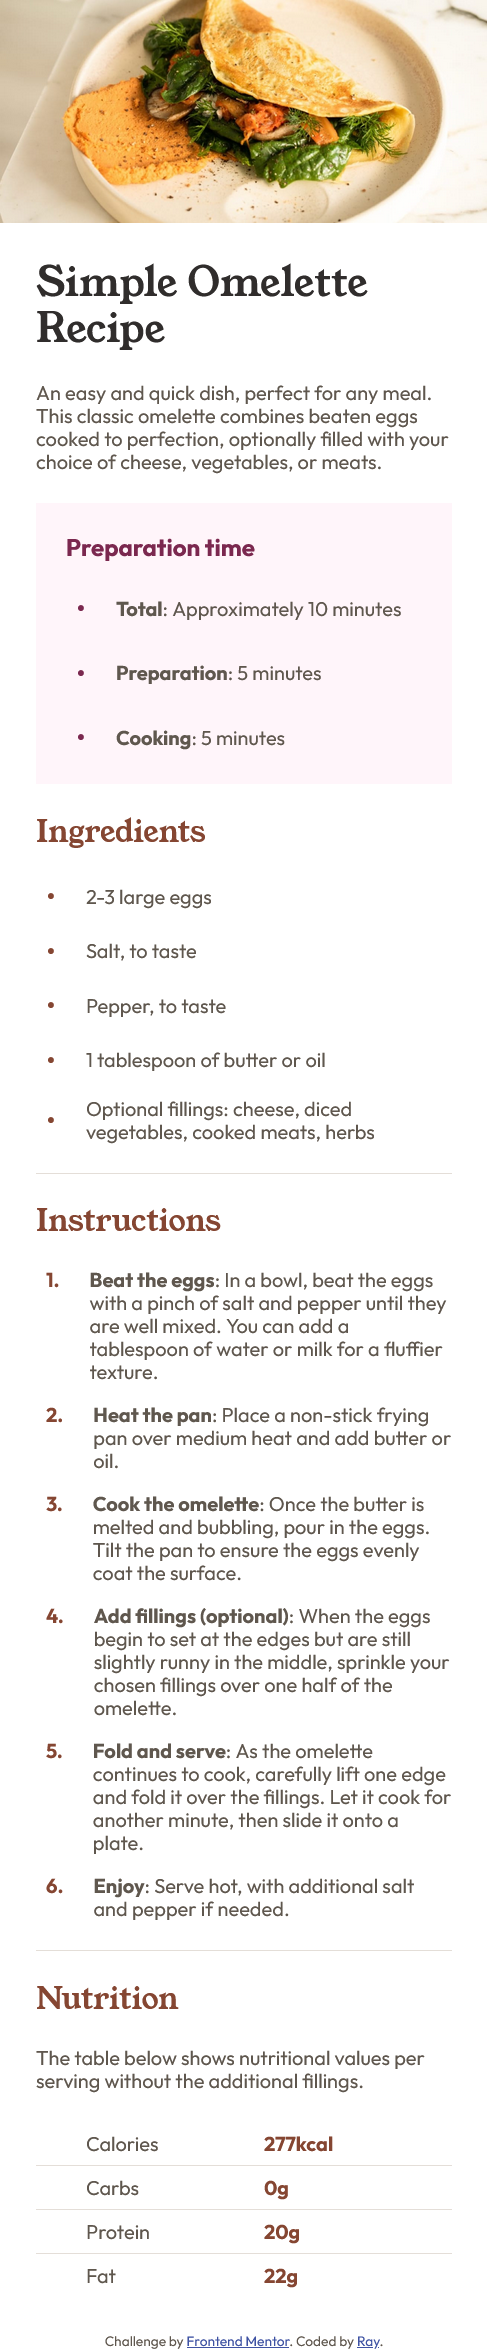 Simple Omelette
Recipe
An easy and quick dish, perfect for any meal.
This classic omelette combines beaten eggs
cooked to perfection, optionally filled with your
choice of cheese, vegetables, or meats.
Preparation time
• Total: Approximately 10 minutes
• Preparation: 5 minutes
• Cooking: 5 minutes
Ingredients
• 2-3 large eggs
• Salt, to taste
• Pepper, to taste
• 1 tablespoon of butter or oil
• Optional fillings: cheese, diced
vegetables, cooked meats, herbs
Instructions
1. Beat the eggs: In a bowl, beat the eggs
with a pinch of salt and pepper until they
are well mixed. You can add a
tablespoon of water or milk for a fluffier
texture.
2. Heat the pan: Place a non-stick frying
pan over medium heat and add butter or
oil.
3. Cook the omelette: Once the butter is
melted and bubbling, pour in the eggs.
Tilt the pan to ensure the eggs evenly
coat the surface.
4. Add fillings (optional): When the eggs
begin to set at the edges but are still
slightly runny in the middle, sprinkle your
chosen fillings over one half of the
omelette.
5. Fold and serve: As the omelette
continues to cook, carefully lift one edge
and fold it over the fillings. Let it cook for
another minute, then slide it onto a
plate.
6. Enjoy: Serve hot, with additional salt
and pepper if needed.
Nutrition
The table below shows nutritional values per
serving without the additional fillings.
Calories 277kcal
Carbs 0g
Protein 20g
Fat 22g
Challenge by Frontend Mentor. Coded by Ray.